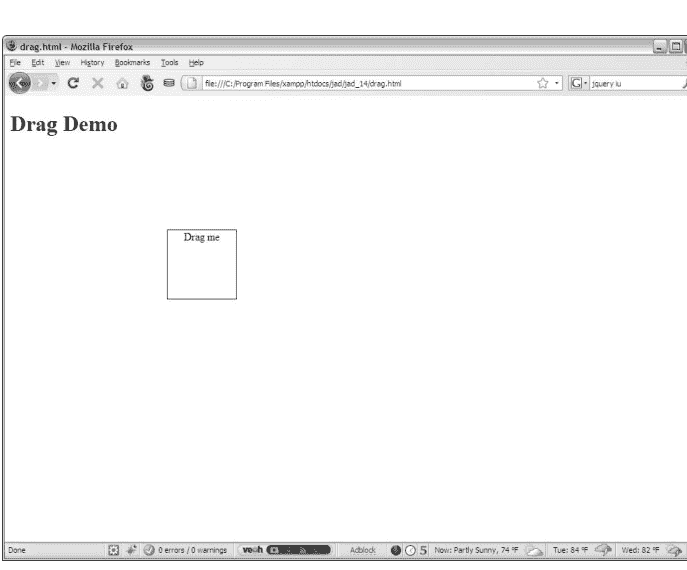 drag.html - Mozilla Firefox
File Edit View History Bookmarks Tools Help
file:///C:/Program Files/xampp/htdocs/jad/jad_14/drag.html
G jquery iu
Drag Demo
Drag me
Done 0 errors / 0 warnings veoh Adblock 5 Now: Partly Sunny, 74 °F Tue: 84 °F Wed: 82 °F